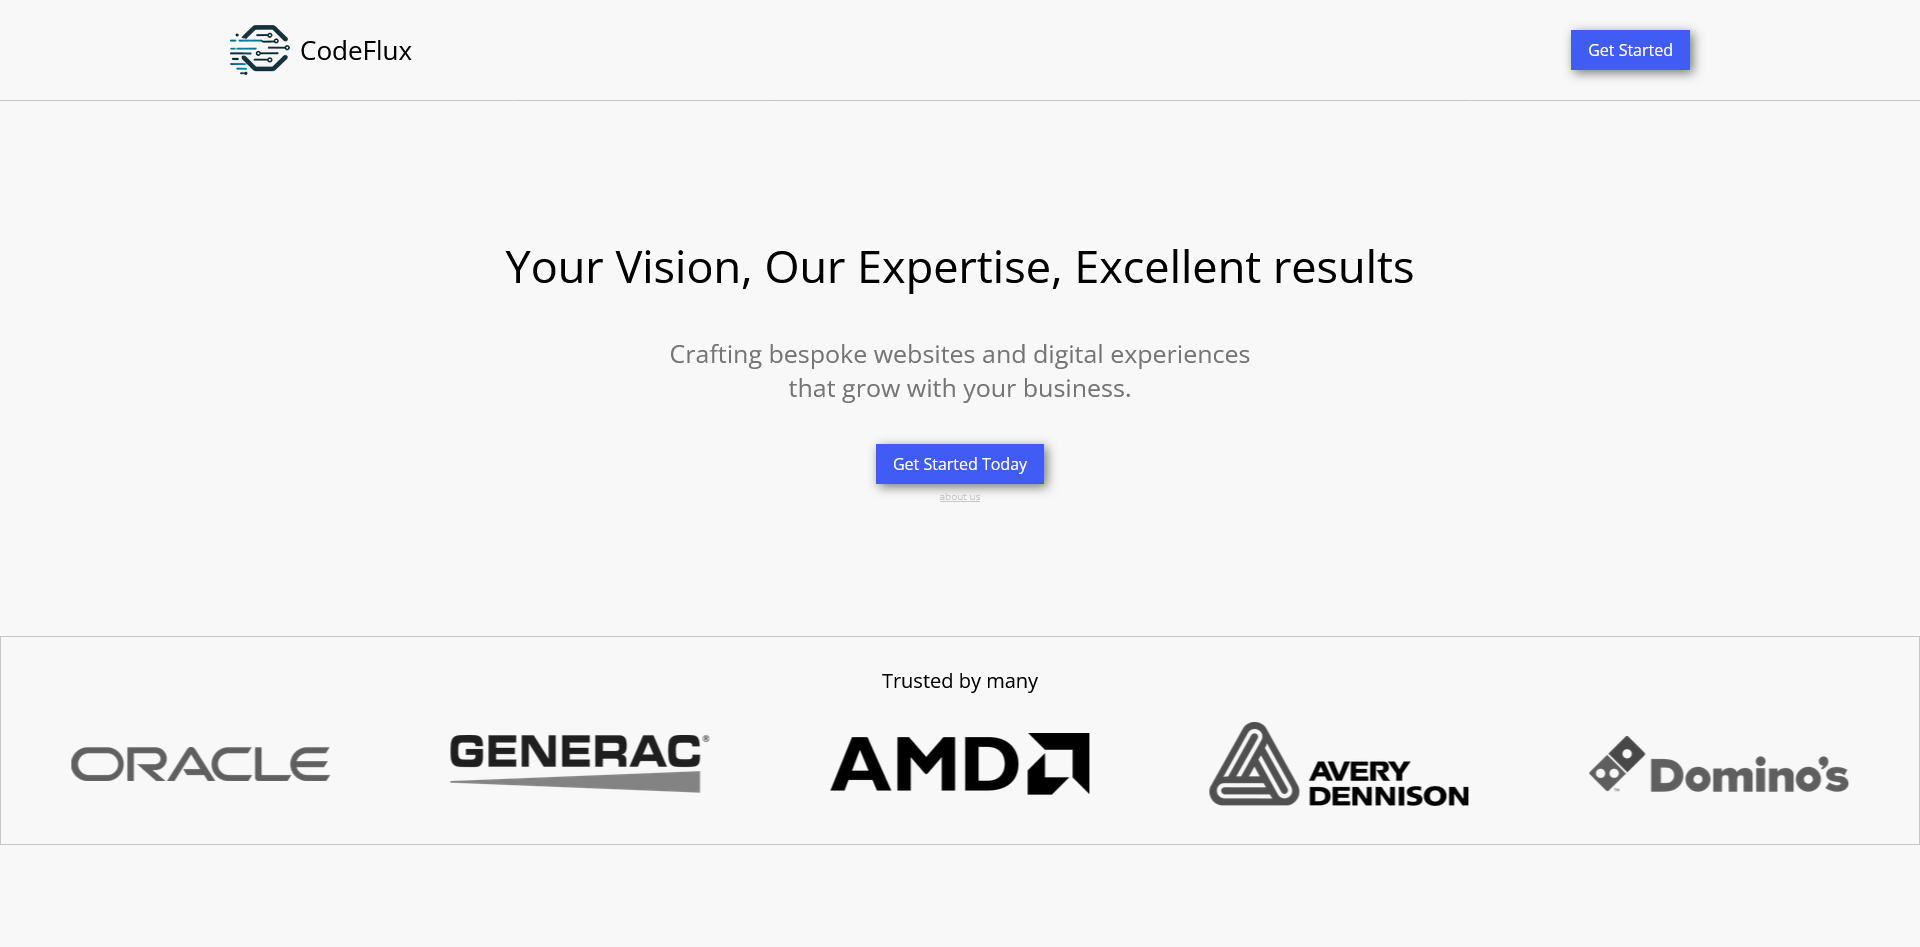 CodeFlux
Get Started
Your Vision, Our Expertise, Excellent results
Crafting bespoke websites and digital experiences
that grow with your business.
Get Started Today
about us
Trusted by many
ORACLE
GENERAC®
AMD
AVERY
DENNISON
Domino's